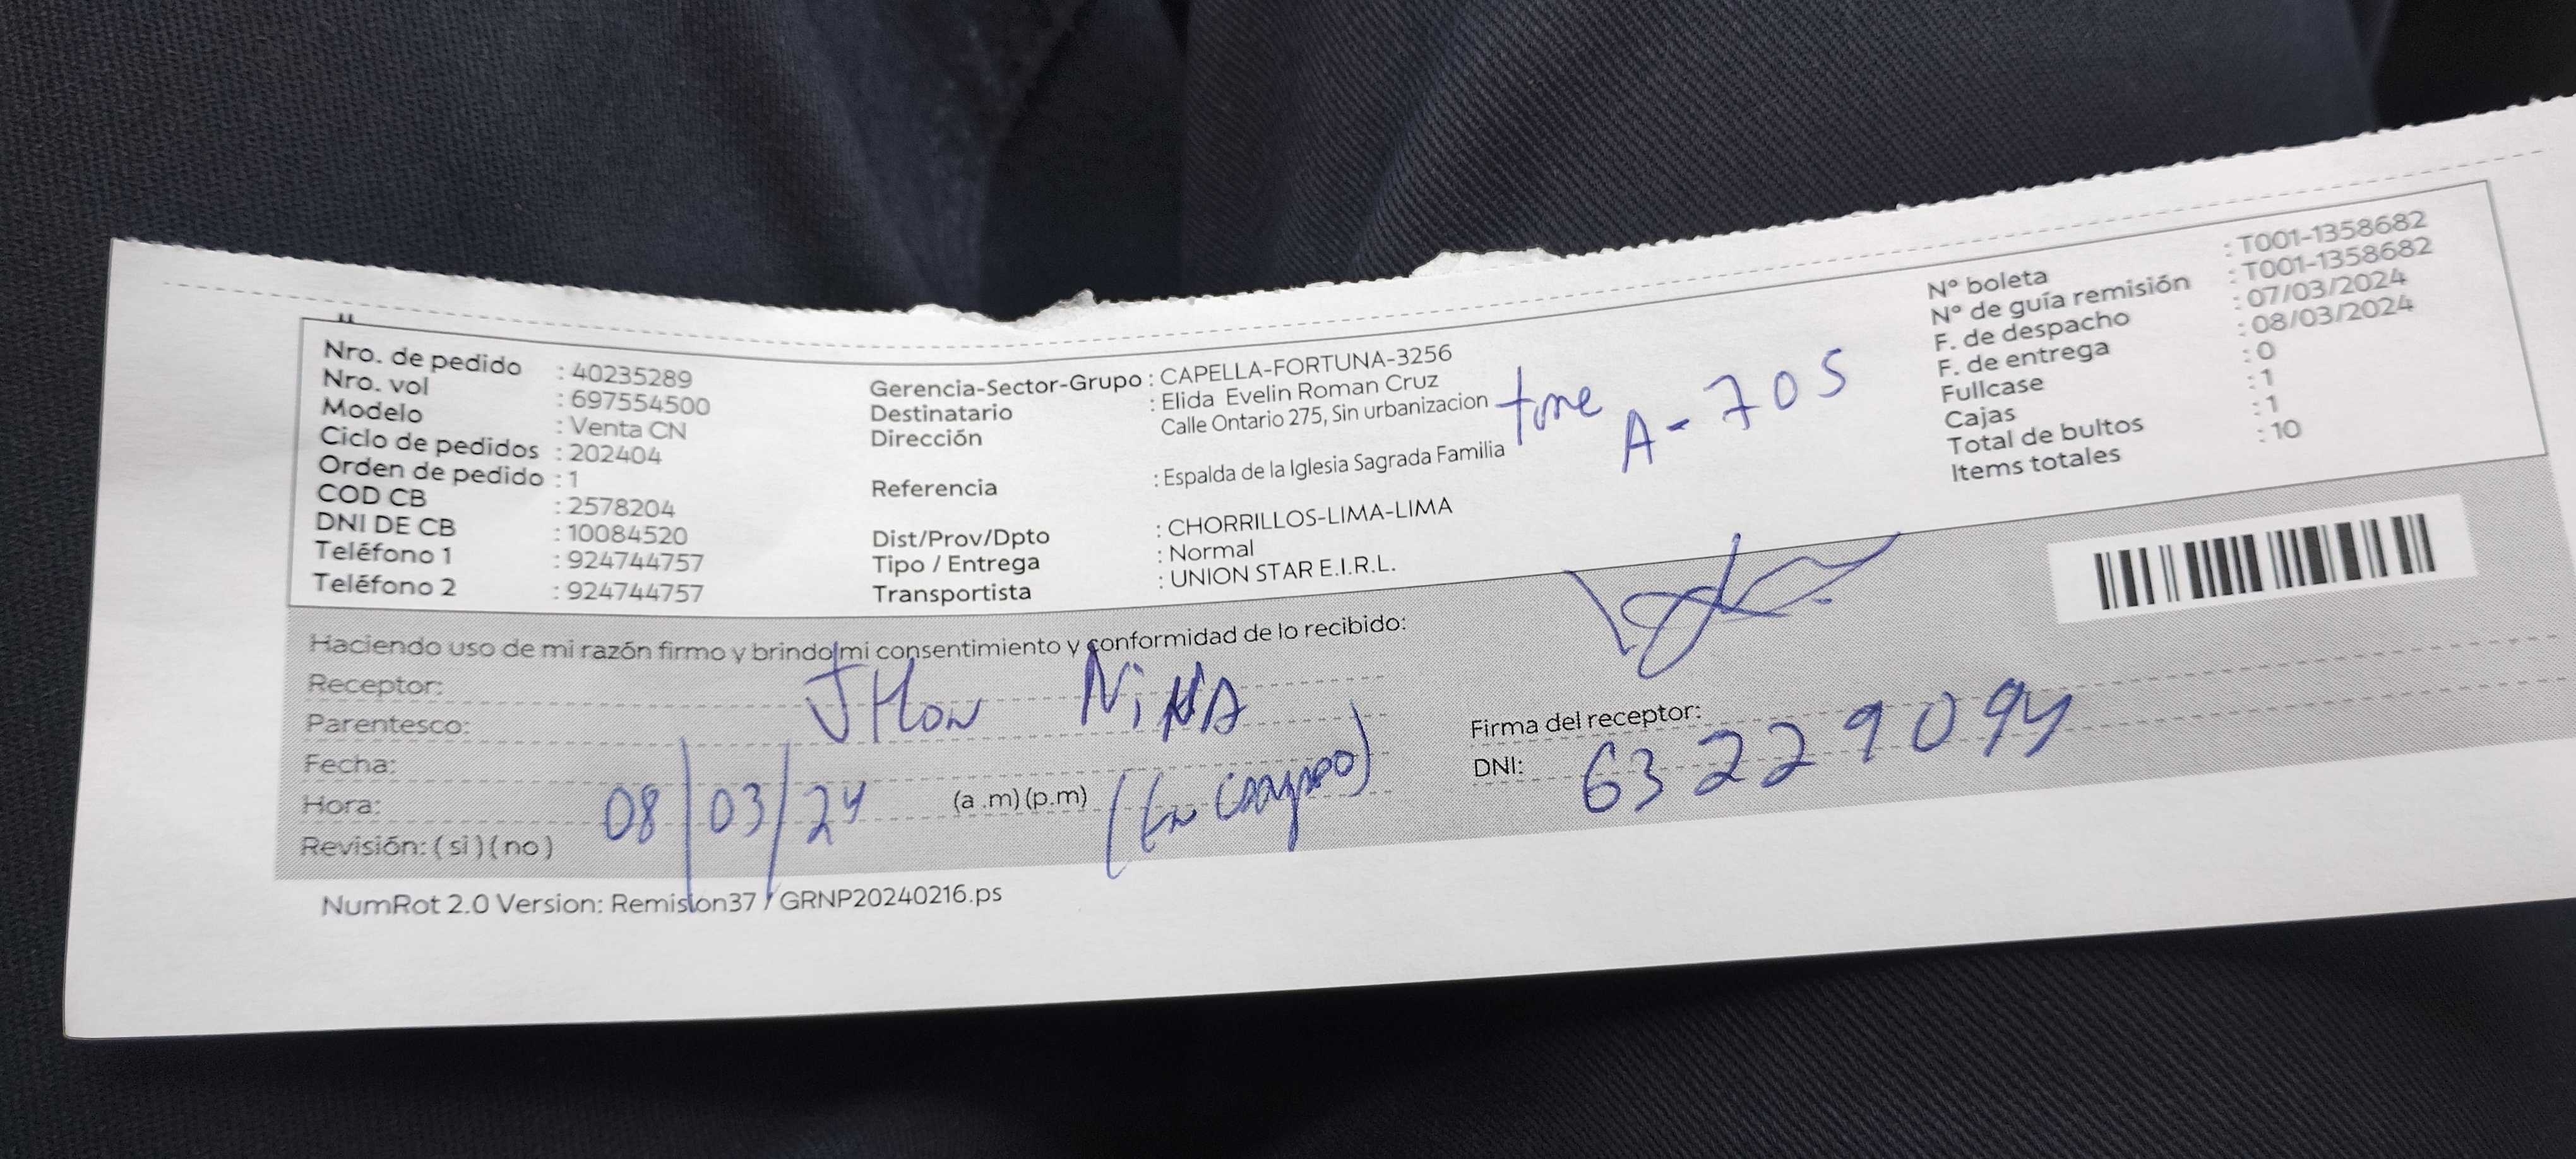 Nro. de pedido : 40235289
Nro. vol : 697554500
Modelo : Venta CN
Ciclo de pedidos : 202404
Orden de pedido : 1
COD CB : 2578204
DNI DE CB : 10084520
Teléfono 1 : 924744757
Teléfono 2 : 924744757
Gerencia-Sector-Grupo : CAPELLA-FORTUNA-3256
Destinatario : Elida Evelin Roman Cruz
Dirección Calle Ontario 275, Sin urbanizacion
Referencia : Espalda de la Iglesia Sagrada Familia
Dist/Prov/Dpto : CHORRILLOS-LIMA-LIMA
Tipo / Entrega : Normal
Transportista : UNION STAR E.I.R.L.
A-705
N° boleta : T001-1358682
N° de guía remisión : T001-1358682
F. de despacho : 07/03/2024
F. de entrega : 08/03/2024
Fullcase : 0
Cajas : 1
Total de bultos : 1
Items totales : 10
Haciendo uso de mi razón firmo y brindo mi consentimiento y conformidad de lo recibido:
Receptor: JHON NiNA
Parentesco:
Fecha:
Hora: 08/03/24 (a.m)(p.m)
Revisión: (si)(no)
Firma del receptor:
DNI: 63229094
NumRot 2.0 Version: Remision37 / GRNP20240216.ps